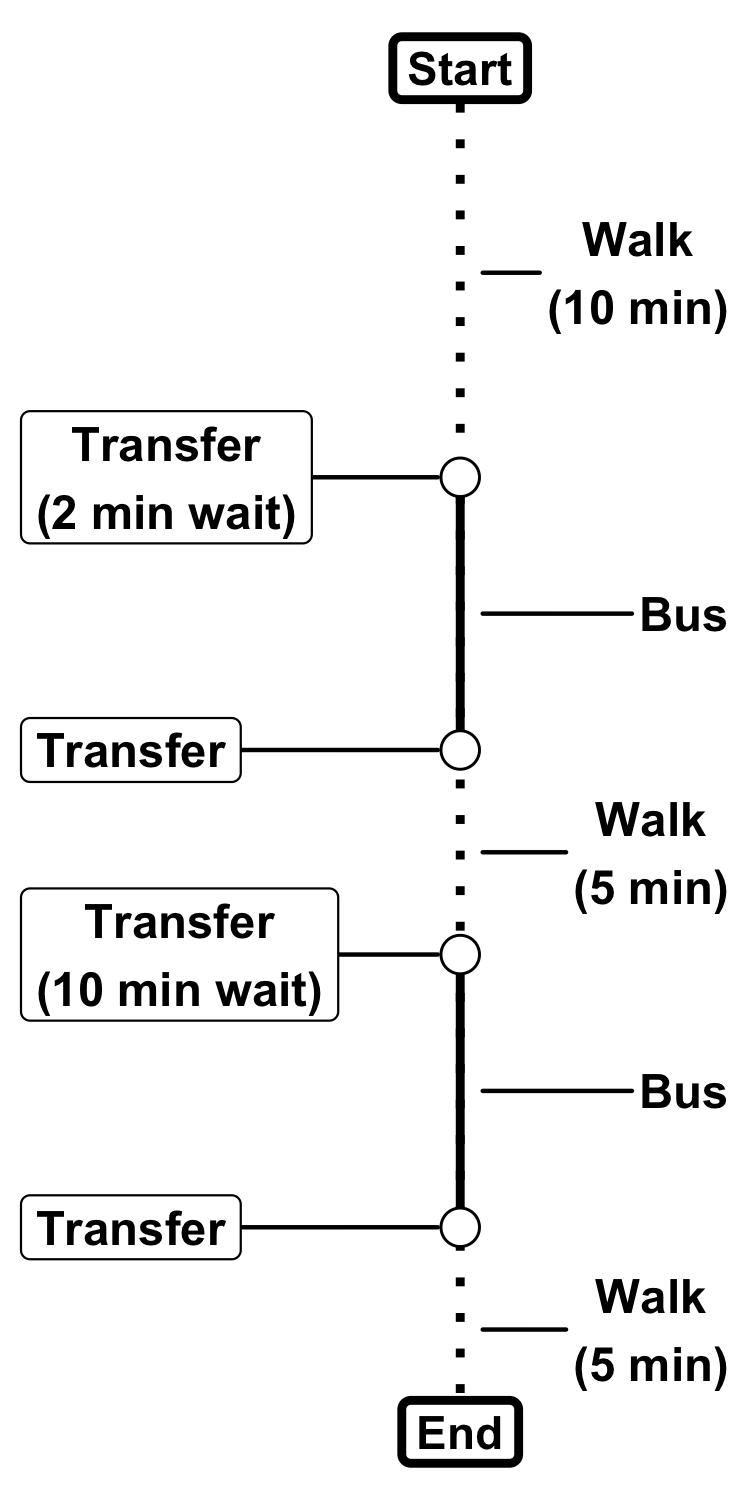 Start
Walk
(10 min)
Transfer
(2 min wait)
Bus
Transfer
Walk
(5 min)
Transfer
(10 min wait)
Bus
Transfer
Walk
(5 min)
End